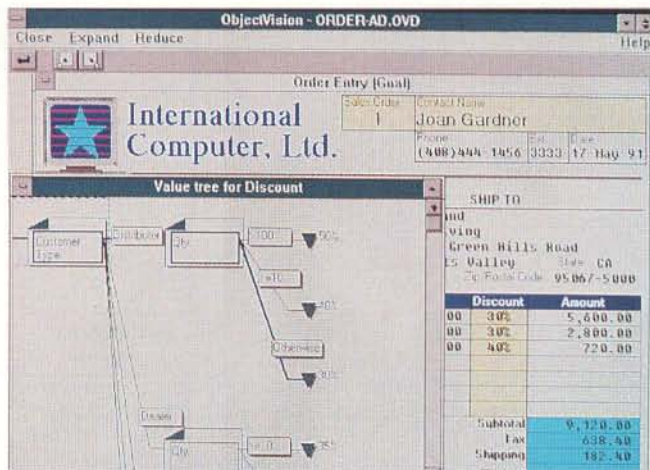 ObjectVision - ORDER-AD.OVD
Close Expand Reduce Help
Order Entry (Goal)
International
Computer, Ltd.
Sales Order
1
Contact Name
Joan Gardner
Phone
(408)444 1456
Ext
3333
Date
17 May 91
Value tree for Discount
Customer
Type
Distributor
Qty
>100
50%
>10
40%
Otherwise
30%
Dealer
Qty
SHIP TO
Green Hills Road
Valley State CA
Zip/Postal Code 95067-5000
Discount Amount
00 30% 5,600.00
00 30% 2,800.00
00 40% 720.00
Subtotal 9,120.00
Tax 638.40
Shipping 182.40